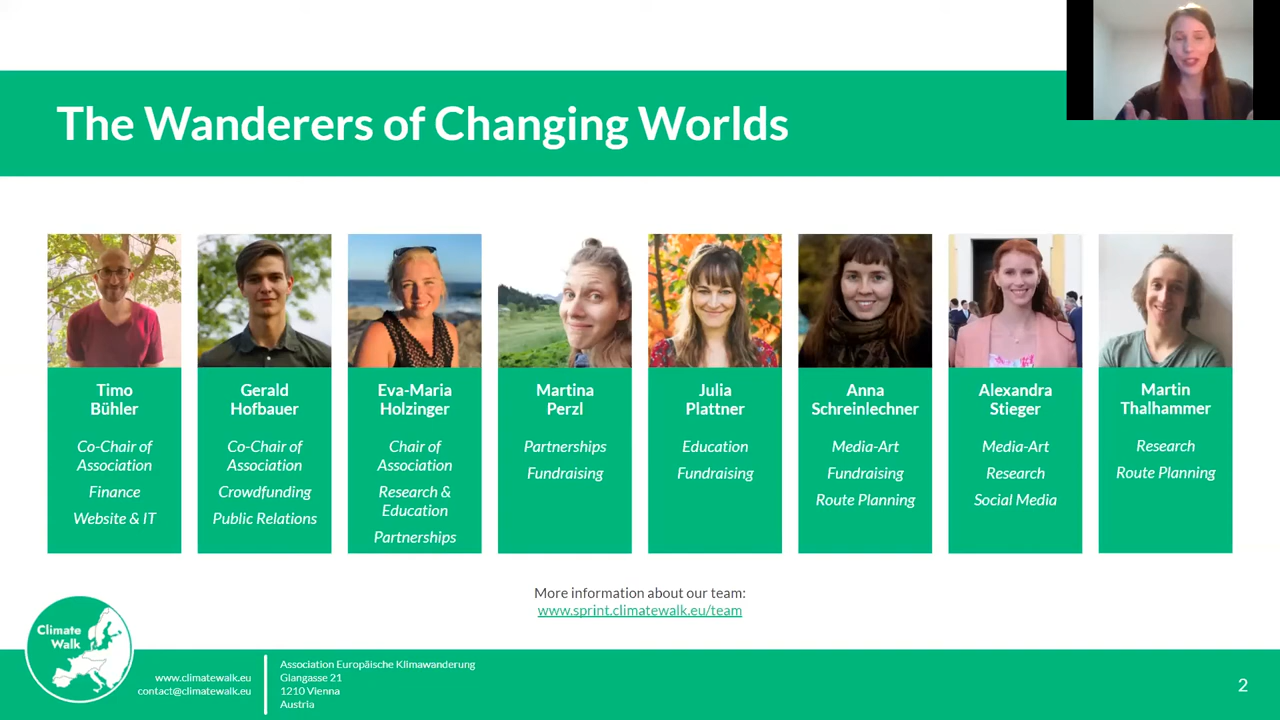 The Wanderers of Changing Worlds
Timo
Bühler
Co-Chair of
Association
Finance
Website & IT
Gerald
Hofbauer
Co-Chair of
Association
Crowdfunding
Public Relations
Eva-Maria
Holzinger
Chair of
Association
Research &
Education
Partnerships
Martina
Perzl
Partnerships
Fundraising
Julia
Plattner
Education
Fundraising
Anna
Schreinlechner
Media-Art
Fundraising
Route Planning
Alexandra
Stieger
Media-Art
Research
Social Media
Martin
Thalhammer
Research
Route Planning
More information about our team:
www.sprint.climatewalk.eu/team
Climate
Walk
www.climatewalk.eu
contact@climatewalk.eu
Association Europäische Klimawanderung
Glangasse 21
1210 Vienna
Austria
2